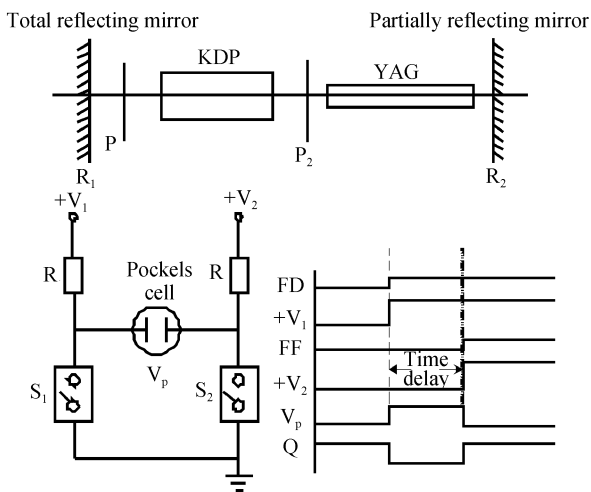 Total reflecting mirror
Partially reflecting mirror
KDP
YAG
P
P₂
R₁
R₂
+V₁
+V₂
R
Pockels
cell
R
S₁
Vₚ
S₂
FD
+V₁
FF
Time
delay
+V₂
Vₚ
Q